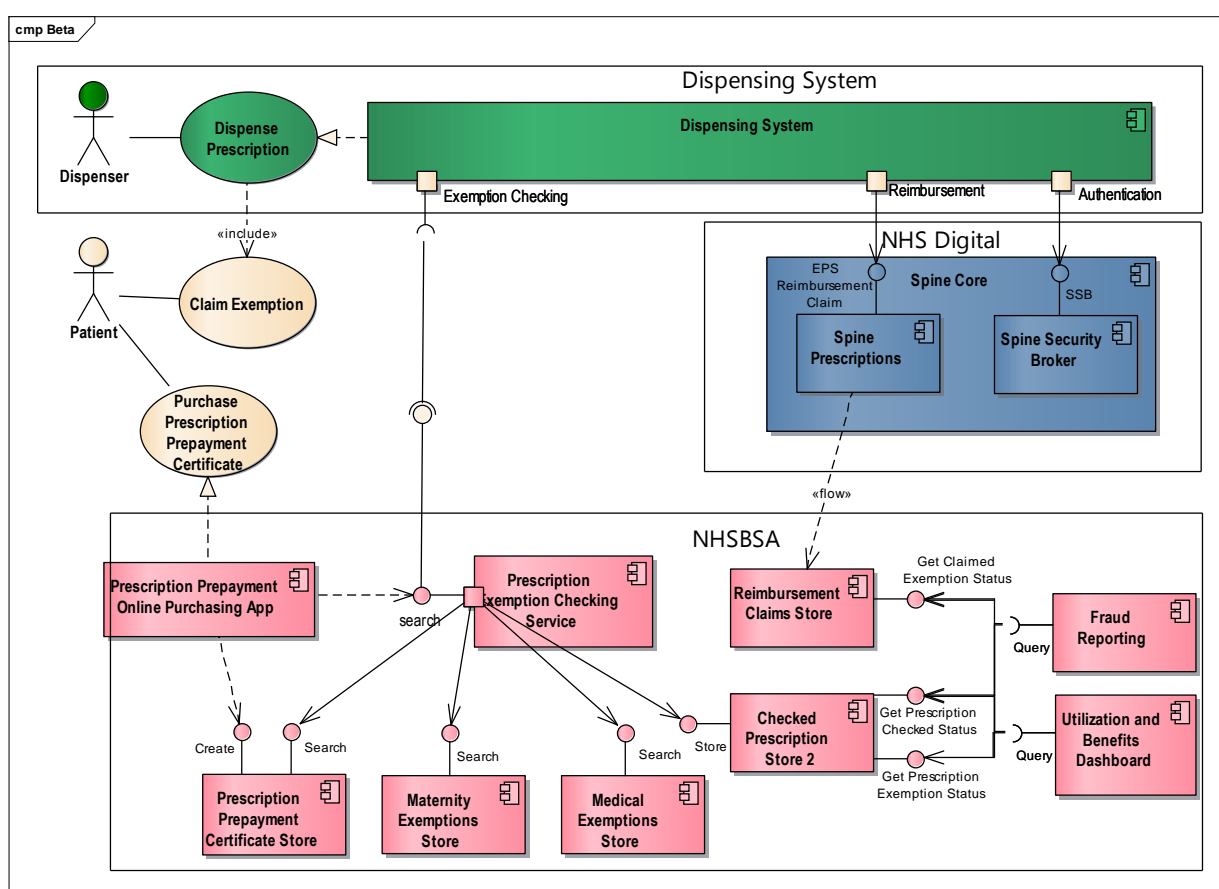 cmp Beta
Dispensing System
Dispenser
Dispense
Prescription
Dispensing System
Exemption Checking
Reimbursement
Authentication
«include»
Patient
Claim Exemption
NHS Digital
EPS
Reimbursement
Claim
Spine Core
SSB
Spine
Prescriptions
Spine Security
Broker
Purchase
Prescription
Prepayment
Certificate
«flow»
NHSBSA
Prescription Prepayment
Online Purchasing App
search
Prescription
Exemption Checking
Service
Reimbursement
Claims Store
Get Claimed
Exemption Status
Query
Fraud
Reporting
Create
Search
Search
Search
Store
Checked
Prescription
Store 2
Get Prescription
Checked Status
Get Prescription
Exemption Status
Query
Utilization and
Benefits
Dashboard
Prescription
Prepayment
Certificate Store
Maternity
Exemptions
Store
Medical
Exemptions
Store